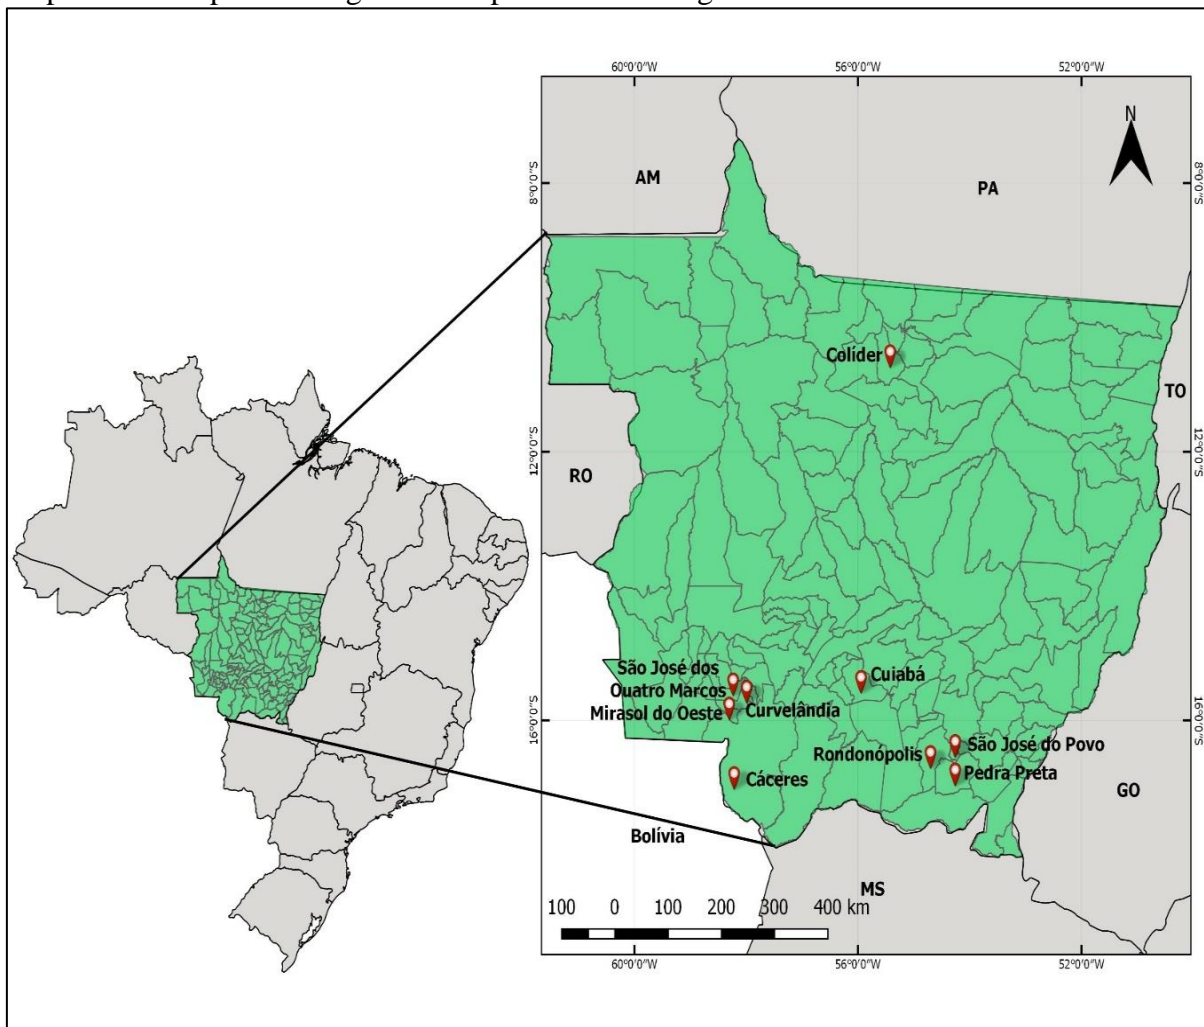 60°0'0"W 56°0'0"W 52°0'0"W
N
8°0'0"S 8°0'0"S
AM
PA
Colíder
TO
12°0'0"S 12°0'0"S
RO
São José dos
Ouatro Marcos
Mirasol do Oeste
Curvelândia
Cuiabá
16°0'0"S 16°0'0"S
Rondonópolis
São José do Povo
Pedra Preta
Cáceres
GO
Bolívia
MS
100 0 100 200 300 400 km
60°0'0"W 56°0'0"W 52°0'0"W